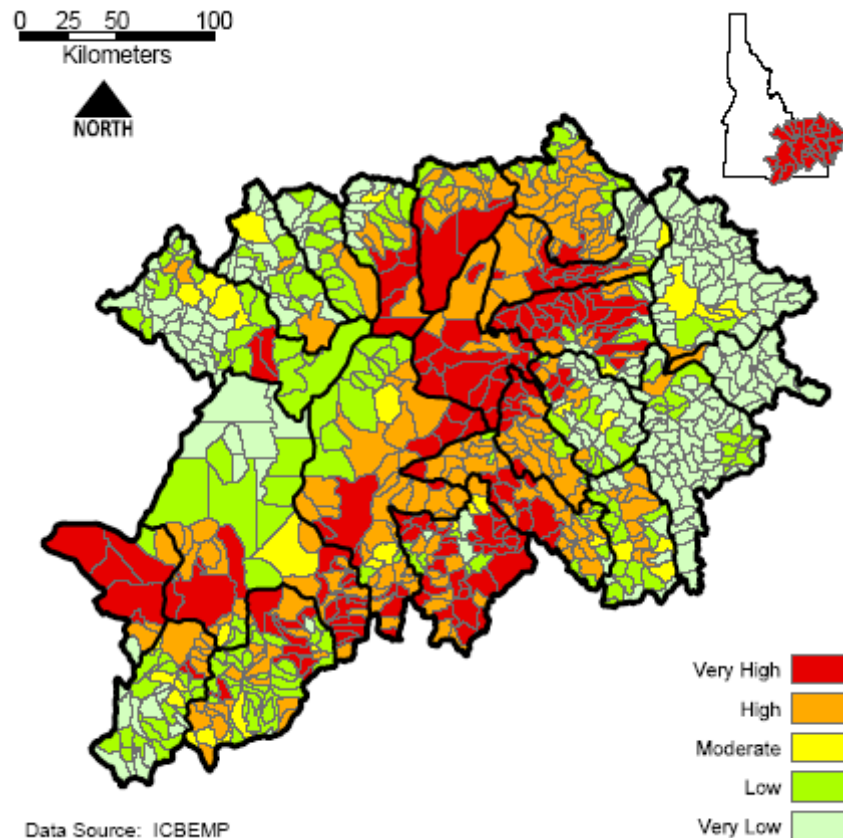 0 25 50 100
Kilometers
NORTH
Very High
High
Moderate
Low
Very Low
Data Source: ICBEMP